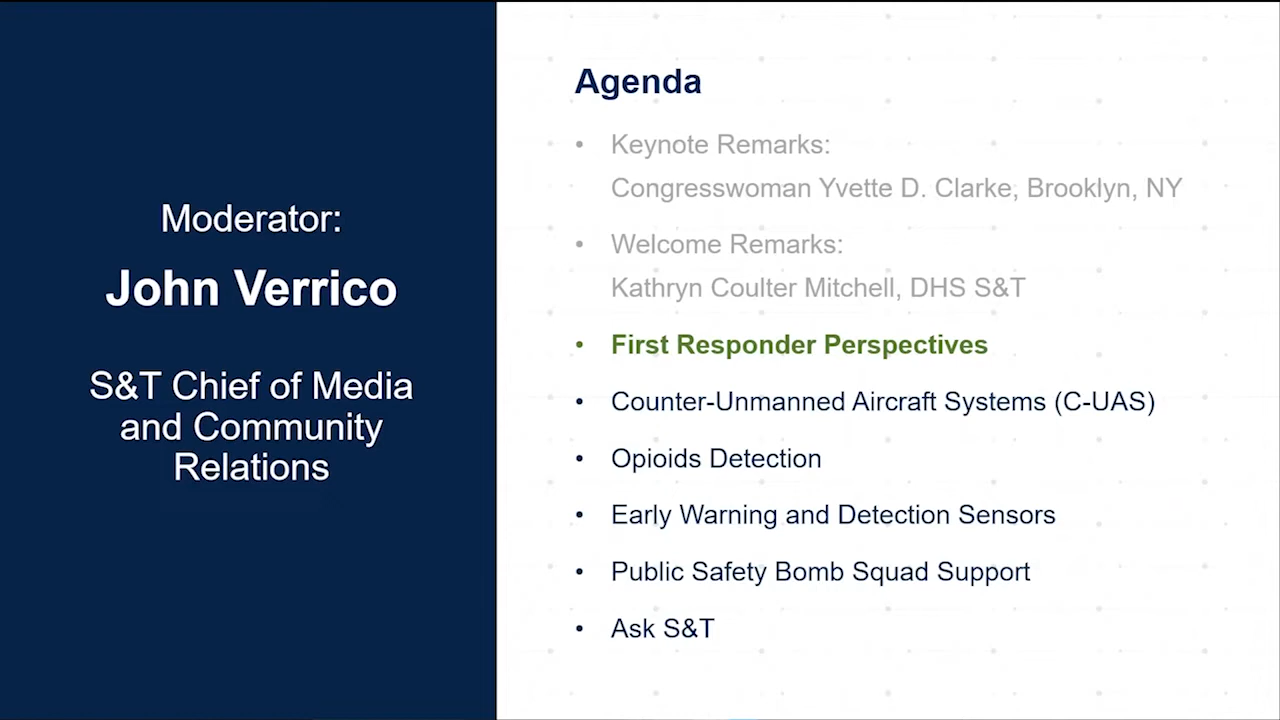 Moderator:
John Verrico
S&T Chief of Media
and Community
Relations
Agenda
• Keynote Remarks:
Congresswoman Yvette D. Clarke, Brooklyn, NY
• Welcome Remarks:
Kathryn Coulter Mitchell, DHS S&T
• First Responder Perspectives
• Counter-Unmanned Aircraft Systems (C-UAS)
• Opioids Detection
• Early Warning and Detection Sensors
• Public Safety Bomb Squad Support
• Ask S&T